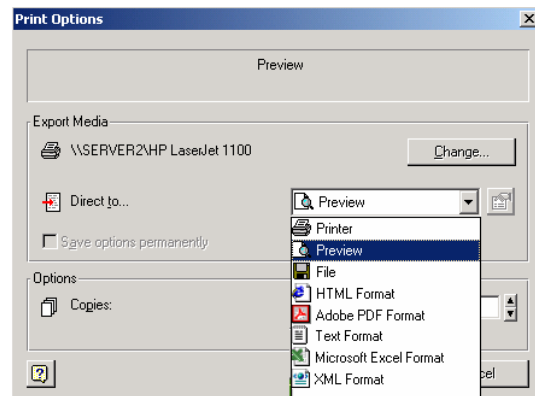 Print Options
Preview
Export Media
\\SERVER2\HP LaserJet 1100
Change...
Direct to...
Preview
Printer
Preview
File
HTML Format
Adobe PDF Format
Text Format
Microsoft Excel Format
XML Format
Save options permanently
Options
Copies:
cel